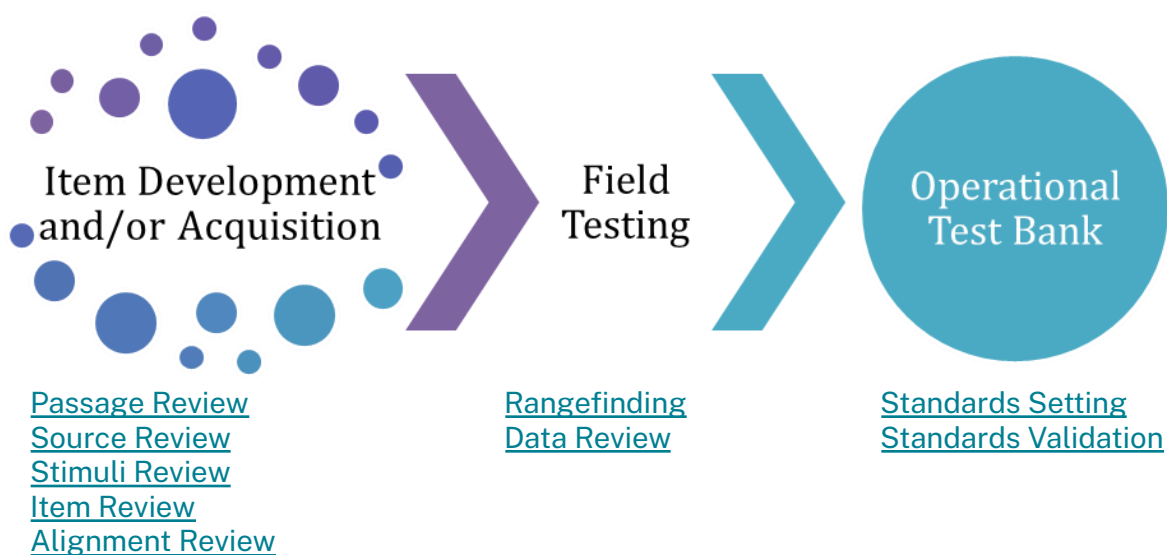 Item Development
and/or Acquisition
Field
Testing
Operational
Test Bank
Passage Review
Source Review
Stimuli Review
Item Review
Alignment Review
Rangefinding
Data Review
Standards Setting
Standards Validation